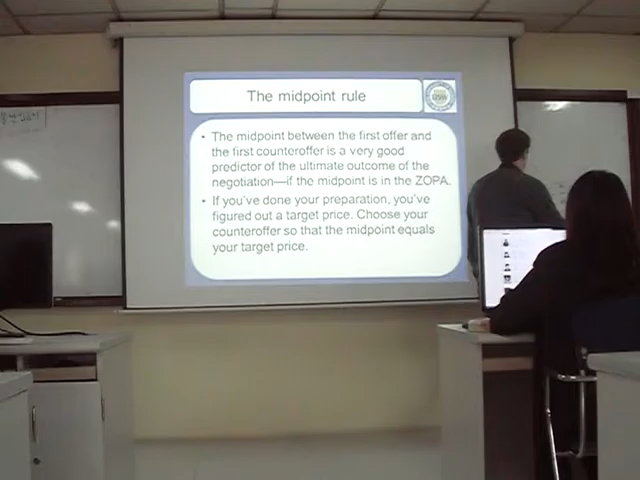 The midpoint rule
• The midpoint between the first offer and
the first counteroffer is a very good
predictor of the ultimate outcome of the
negotiation—if the midpoint is in the ZOPA.
• If you've done your preparation, you've
figured out a target price. Choose your
counteroffer so that the midpoint equals
your target price.